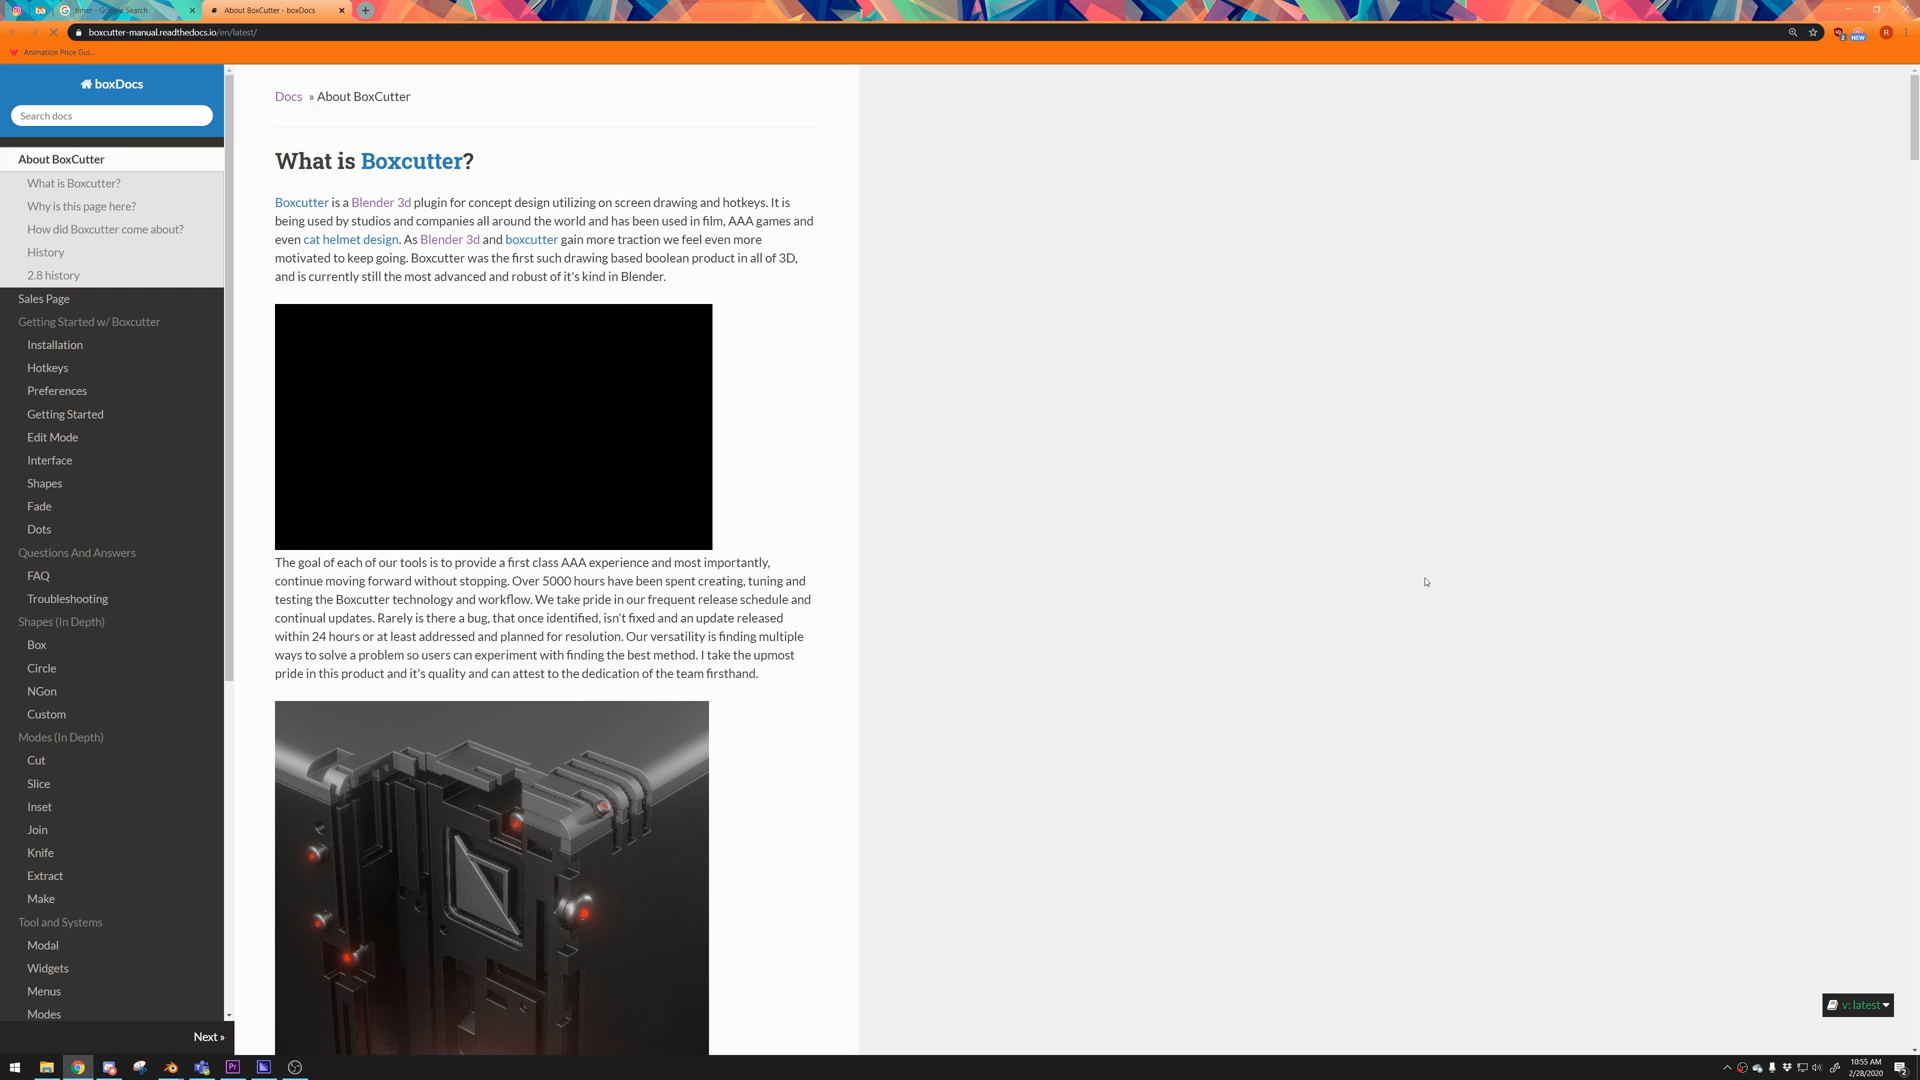 timer - Google Search
About BoxCutter - boxDocs
boxcutter-manual.readthedocs.io/en/latest/
2
NEW
R
Animation Price Gui...
boxDocs
Search docs
About BoxCutter
What is Boxcutter?
Why is this page here?
How did Boxcutter come about?
History
2.8 history
Sales Page
Getting Started w/ Boxcutter
Installation
Hotkeys
Preferences
Getting Started
Edit Mode
Interface
Shapes
Fade
Dots
Questions And Answers
FAQ
Troubleshooting
Shapes (In Depth)
Box
Circle
NGon
Custom
Modes (In Depth)
Cut
Slice
Inset
Join
Knife
Extract
Make
Tool and Systems
Modal
Widgets
Menus
Modes
Next »
Docs » About BoxCutter
What is Boxcutter?
Boxcutter is a Blender 3d plugin for concept design utilizing on screen drawing and hotkeys. It is
being used by studios and companies all around the world and has been used in film, AAA games and
even cat helmet design. As Blender 3d and boxcutter gain more traction we feel even more
motivated to keep going. Boxcutter was the first such drawing based boolean product in all of 3D,
and is currently still the most advanced and robust of it's kind in Blender.
The goal of each of our tools is to provide a first class AAA experience and most importantly,
continue moving forward without stopping. Over 5000 hours have been spent creating, tuning and
testing the Boxcutter technology and workflow. We take pride in our frequent release schedule and
continual updates. Rarely is there a bug, that once identified, isn't fixed and an update released
within 24 hours or at least addressed and planned for resolution. Our versatility is finding multiple
ways to solve a problem so users can experiment with finding the best method. I take the upmost
pride in this product and it's quality and can attest to the dedication of the team firsthand.
v: latest
Pr
10:55 AM
2/28/2020
2